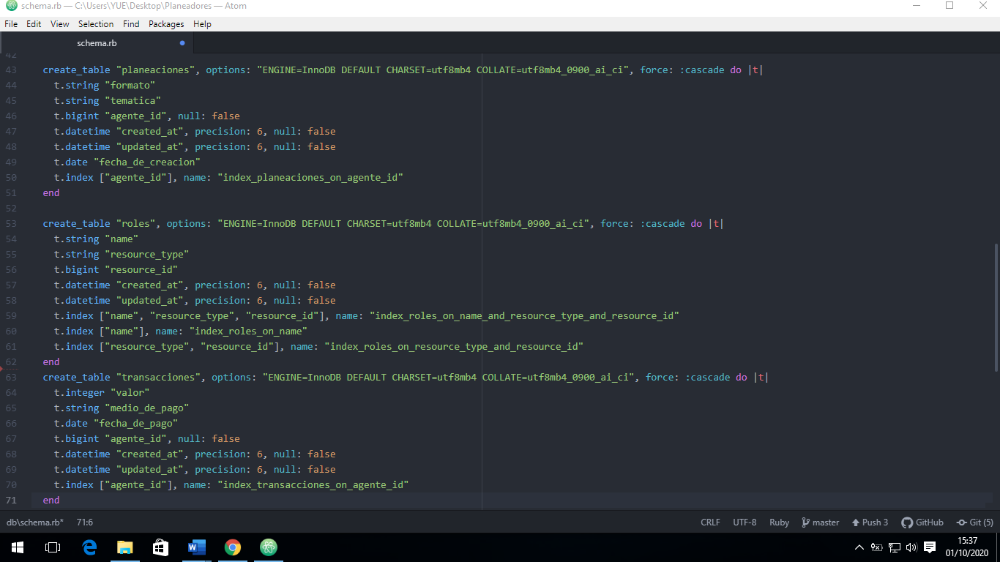 schema.rb — C:\Users\YUE\Desktop\Planeadores — Atom
File Edit View Selection Find Packages Help
schema.rb
42
43 create_table "planeaciones", options: "ENGINE=InnoDB DEFAULT CHARSET=utf8mb4 COLLATE=utf8mb4_0900_ai_ci", force: :cascade do |t|
44 t.string "formato"
45 t.string "tematica"
46 t.bigint "agente_id", null: false
47 t.datetime "created_at", precision: 6, null: false
48 t.datetime "updated_at", precision: 6, null: false
49 t.date "fecha_de_creacion"
50 t.index ["agente_id"], name: "index_planeaciones_on_agente_id"
51 end
52
53 create_table "roles", options: "ENGINE=InnoDB DEFAULT CHARSET=utf8mb4 COLLATE=utf8mb4_0900_ai_ci", force: :cascade do |t|
54 t.string "name"
55 t.string "resource_type"
56 t.bigint "resource_id"
57 t.datetime "created_at", precision: 6, null: false
58 t.datetime "updated_at", precision: 6, null: false
59 t.index ["name", "resource_type", "resource_id"], name: "index_roles_on_name_and_resource_type_and_resource_id"
60 t.index ["name"], name: "index_roles_on_name"
61 t.index ["resource_type", "resource_id"], name: "index_roles_on_resource_type_and_resource_id"
62 end
63 create_table "transacciones", options: "ENGINE=InnoDB DEFAULT CHARSET=utf8mb4 COLLATE=utf8mb4_0900_ai_ci", force: :cascade do |t|
64 t.integer "valor"
65 t.string "medio_de_pago"
66 t.date "fecha_de_pago"
67 t.bigint "agente_id", null: false
68 t.datetime "created_at", precision: 6, null: false
69 t.datetime "updated_at", precision: 6, null: false
70 t.index ["agente_id"], name: "index_transacciones_on_agente_id"
71 end
db\schema.rb* 71:6 CRLF UTF-8 Ruby master Push 3 GitHub Git (5)
15:37
01/10/2020